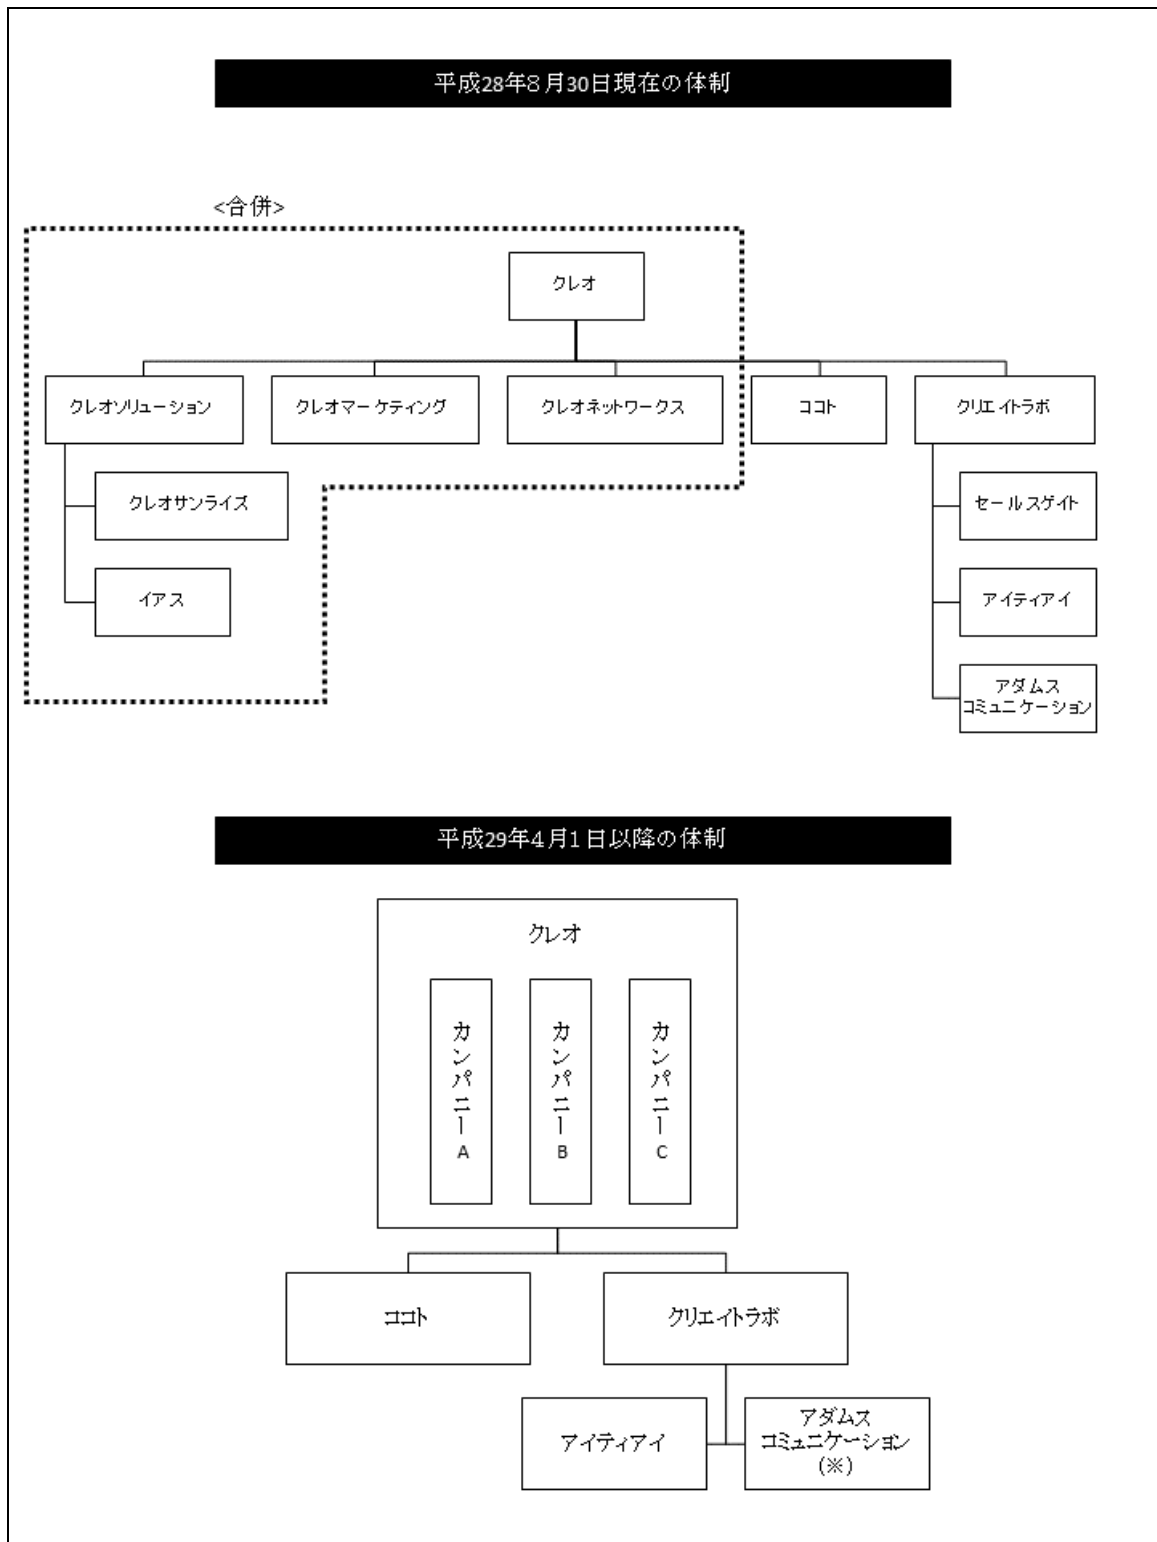 平成28年8月30日現在の体制
<合併>
クレオ
クレオソリューション
クレオマーケティング
クレオネットワークス
ココト
クリエイトラボ
クレオサンライズ
セールスゲイト
イアス
アイティアイ
アダムス
コミュニケーション
平成29年4月1日以降の体制
クレオ
カンパニーA
カンパニーB
カンパニーC
ココト
クリエイトラボ
アイティアイ
アダムス
コミュニケーション
(※)